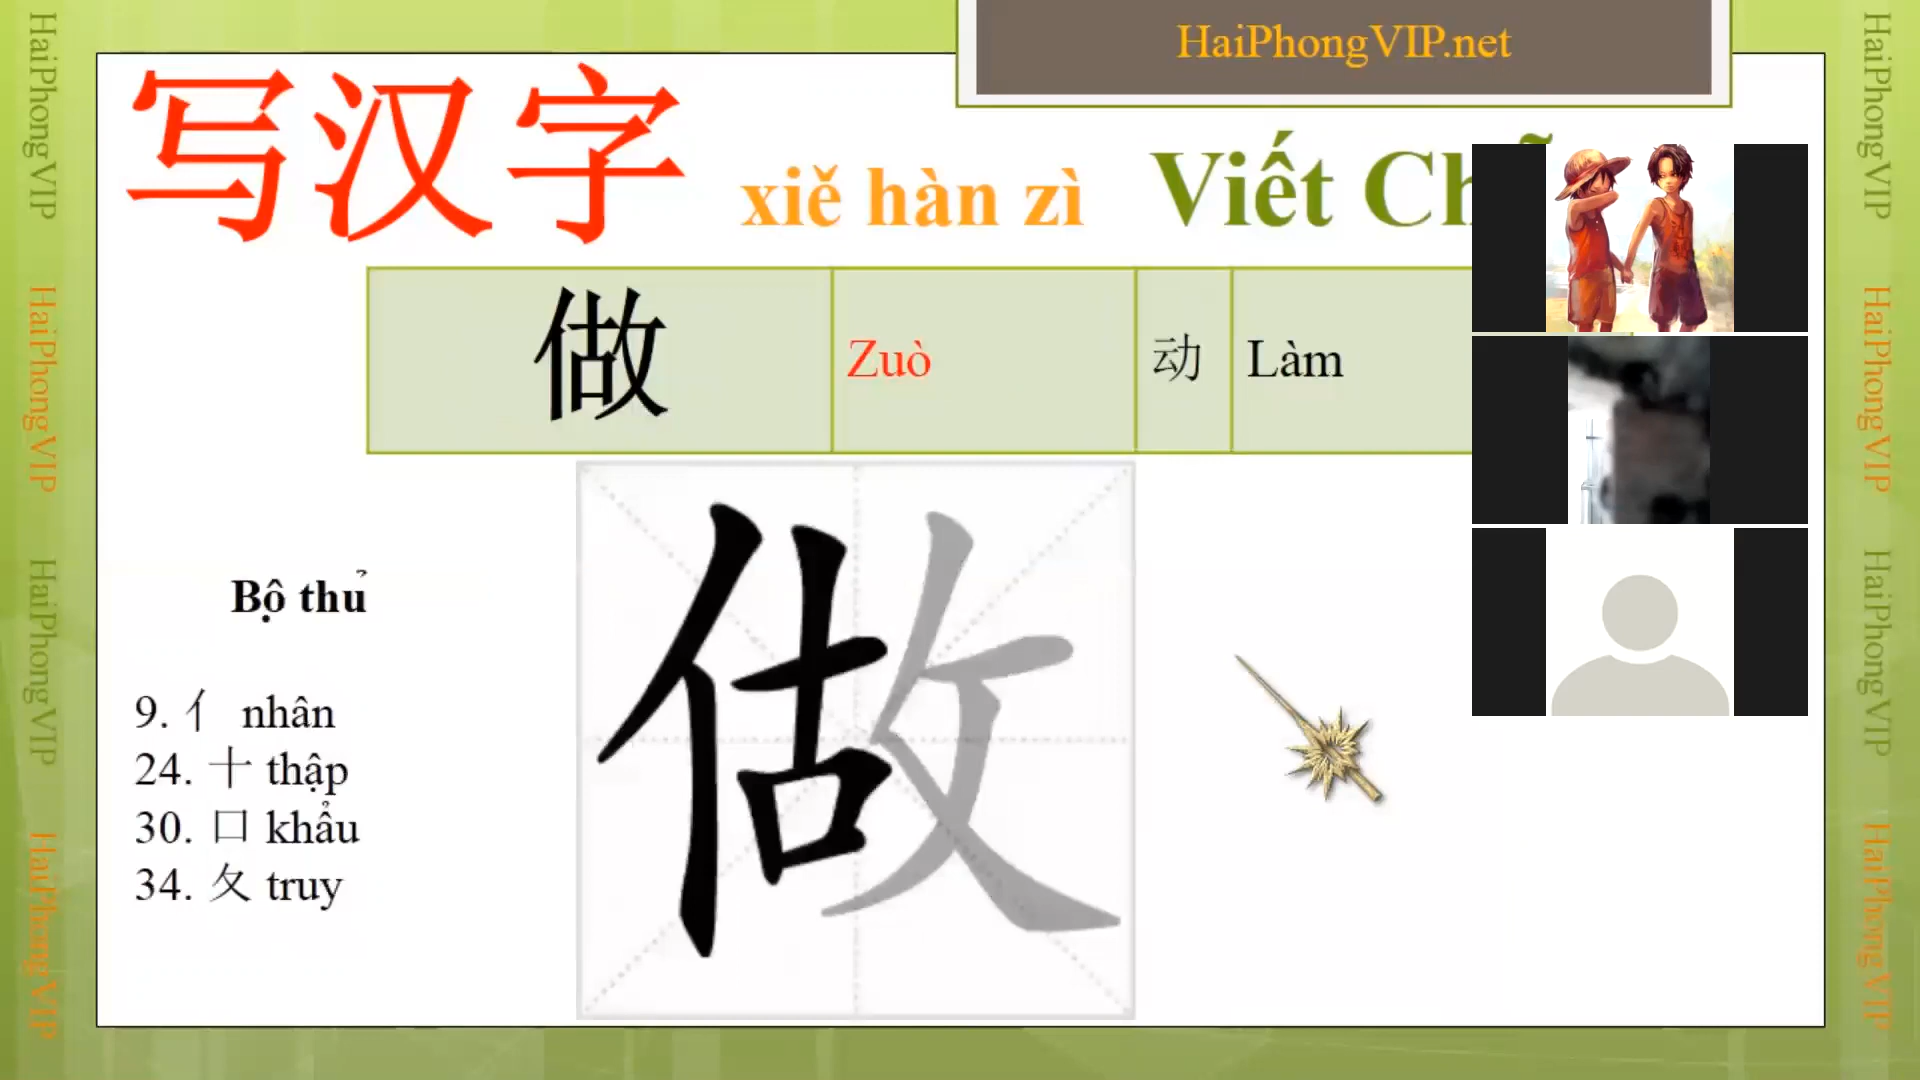 HaiPhongVIP.net
写汉字 xiě hàn zì Viết
做 Zuò 动 Làm
Bộ thủ
9. 亻 nhân
24. 十 thập
30. 口 khẩu
34. 夂 truy
做
HaiPhongVIP
HaiPhongVIP
HaiPhongVIP
HaiPhongVIP
HaiPhongVIP
HaiPhongVIP
HaiPhongVIP
HaiPhongVIP